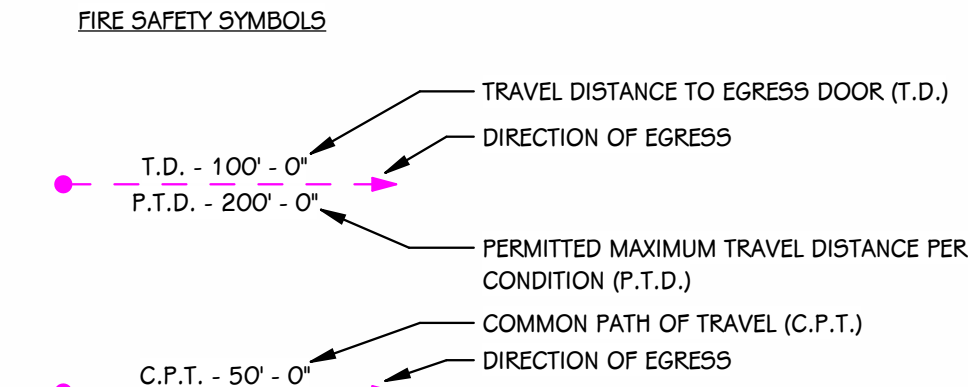 FIRE SAFETY SYMBOLS
TRAVEL DISTANCE TO EGRESS DOOR (T.D.)
DIRECTION OF EGRESS
T.D. - 100' - 0"
P.T.D. - 200' - 0"
PERMITTED MAXIMUM TRAVEL DISTANCE PER
CONDITION (P.T.D.)
COMMON PATH OF TRAVEL (C.P.T.)
DIRECTION OF EGRESS
C.P.T. - 50' - 0"